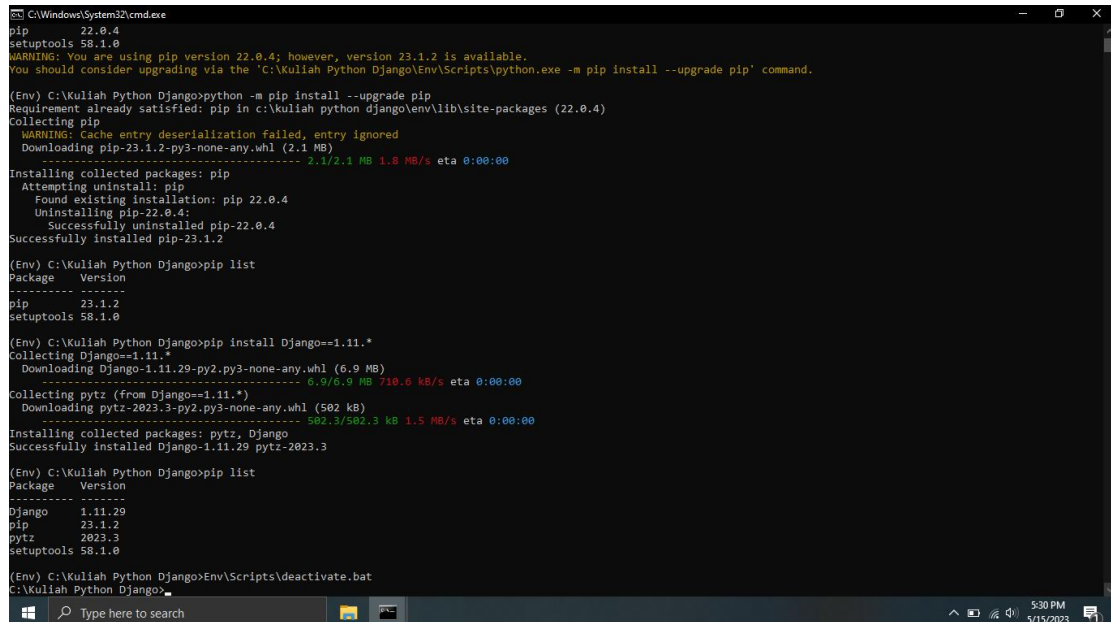 C:\Windows\System32\cmd.exe
pip        22.0.4
setuptools 58.1.0
WARNING: You are using pip version 22.0.4; however, version 23.1.2 is available.
You should consider upgrading via the 'C:\Kuliah Python Django\Env\Scripts\python.exe -m pip install --upgrade pip' command.
(Env) C:\Kuliah Python Django>python -m pip install --upgrade pip
Requirement already satisfied: pip in c:\kuliah python django\env\lib\site-packages (22.0.4)
Collecting pip
  WARNING: Cache entry deserialization failed, entry ignored
  Downloading pip-23.1.2-py3-none-any.whl (2.1 MB)
     ---------------------------------------- 2.1/2.1 MB 1.8 MB/s eta 0:00:00
Installing collected packages: pip
  Attempting uninstall: pip
    Found existing installation: pip 22.0.4
    Uninstalling pip-22.0.4:
      Successfully uninstalled pip-22.0.4
Successfully installed pip-23.1.2
(Env) C:\Kuliah Python Django>pip list
Package    Version
---------- -------
pip        23.1.2
setuptools 58.1.0
(Env) C:\Kuliah Python Django>pip install Django==1.11.*
Collecting Django==1.11.*
  Downloading Django-1.11.29-py2.py3-none-any.whl (6.9 MB)
     ---------------------------------------- 6.9/6.9 MB 710.6 kB/s eta 0:00:00
Collecting pytz (from Django==1.11.*)
  Downloading pytz-2023.3-py2.py3-none-any.whl (502 kB)
     ---------------------------------------- 502.3/502.3 kB 1.5 MB/s eta 0:00:00
Installing collected packages: pytz, Django
Successfully installed Django-1.11.29 pytz-2023.3
(Env) C:\Kuliah Python Django>pip list
Package    Version
---------- -------
Django     1.11.29
pip        23.1.2
pytz       2023.3
setuptools 58.1.0
(Env) C:\Kuliah Python Django>Env\Scripts\deactivate.bat
C:\Kuliah Python Django>
Type here to search
5:30 PM
5/15/2023
1